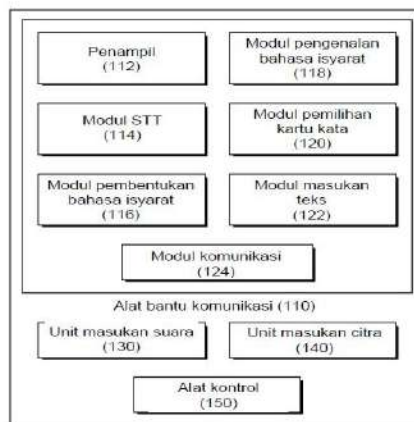 Penampil
(112)
Modul pengenalan
bahasa isyarat
(118)
Modul STT
(114)
Modul pemilihan
kartu kata
(120)
Modul pembentukan
bahasa isyarat
(116)
Modul masukan
teks
(122)
Modul komunikasi
(124)
Alat bantu komunikasi (110)
Unit masukan suara
(130)
Unit masukan citra
(140)
Alat kontrol
(150)